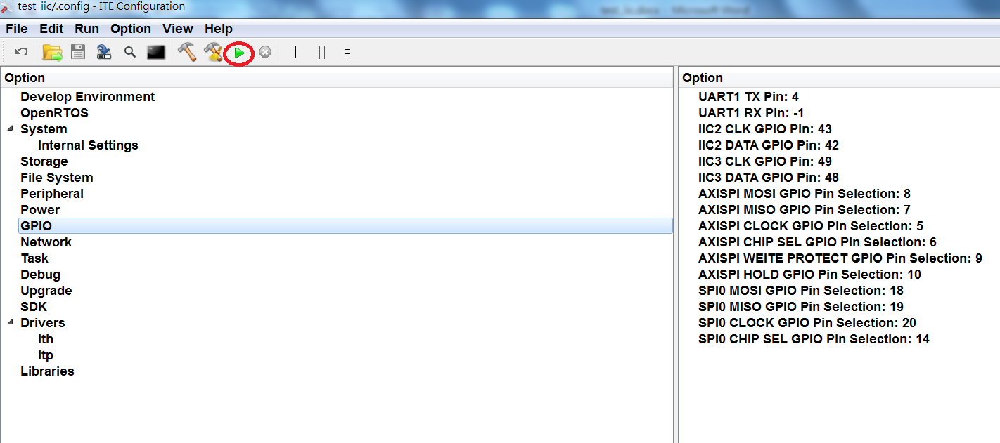 test_iic/.config - ITE Configuration
File Edit Run Option View Help
Option
Develop Environment
OpenRTOS
System
Internal Settings
Storage
File System
Peripheral
Power
GPIO
Network
Task
Debug
Upgrade
SDK
Drivers
ith
itp
Libraries
Option
UART1 TX Pin: 4
UART1 RX Pin: -1
IIC2 CLK GPIO Pin: 43
IIC2 DATA GPIO Pin: 42
IIC3 CLK GPIO Pin: 49
IIC3 DATA GPIO Pin: 48
AXISPI MOSI GPIO Pin Selection: 8
AXISPI MISO GPIO Pin Selection: 7
AXISPI CLOCK GPIO Pin Selection: 5
AXISPI CHIP SEL GPIO Pin Selection: 6
AXISPI WEITE PROTECT GPIO Pin Selection: 9
AXISPI HOLD GPIO Pin Selection: 10
SPI0 MOSI GPIO Pin Selection: 18
SPI0 MISO GPIO Pin Selection: 19
SPI0 CLOCK GPIO Pin Selection: 20
SPI0 CHIP SEL GPIO Pin Selection: 14